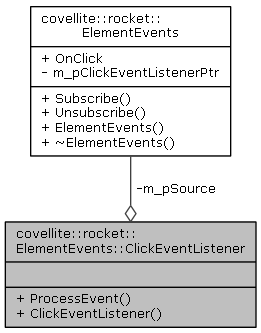 covellite::rocket::
ElementEvents
+ OnClick
- m_pClickEventListenerPtr
+ Subscribe()
+ Unsubscribe()
+ ElementEvents()
+ ~ElementEvents()
-m_pSource
covellite::rocket::
ElementEvents::ClickEventListener
+ ProcessEvent()
+ ClickEventListener()